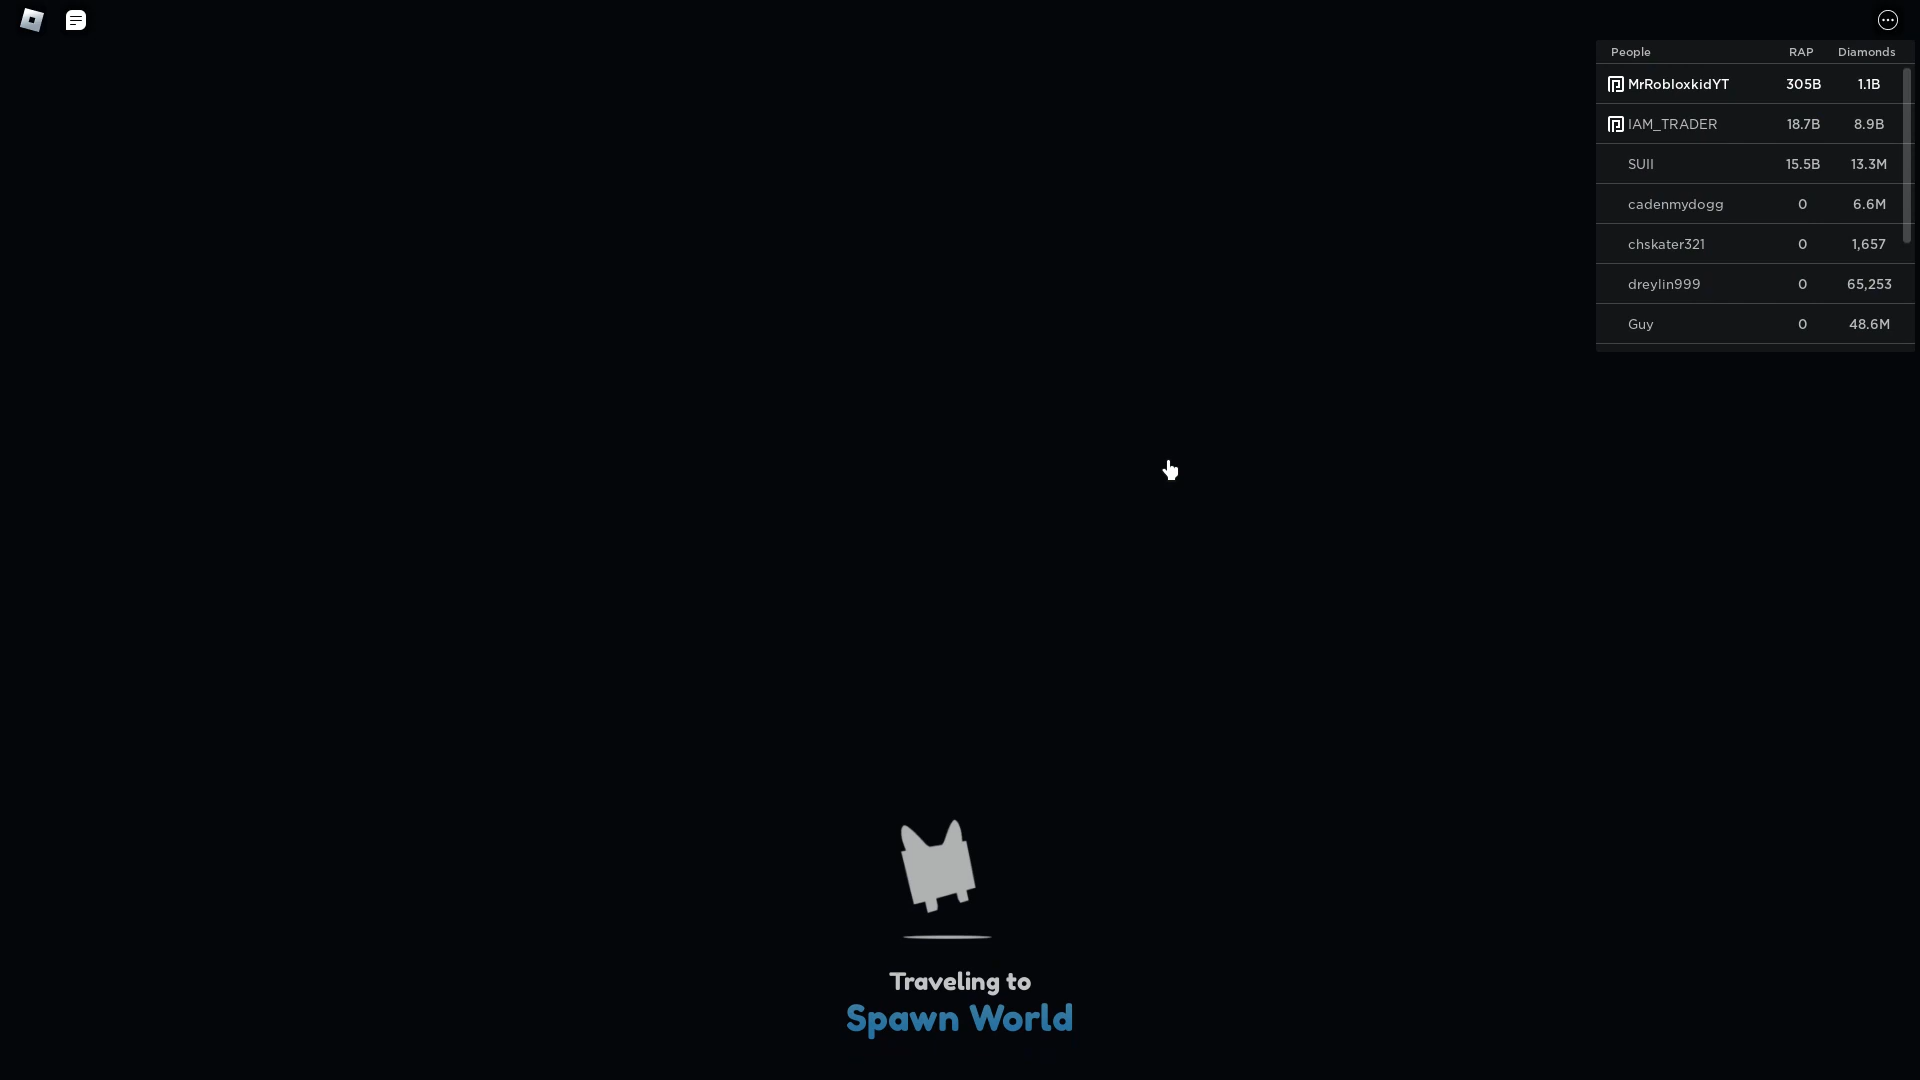 People RAP Diamonds
MrRobloxkidYT 305B 1.1B
IAM_TRADER 18.7B 8.9B
SUII 15.5B 13.3M
cadenmydogg 0 6.6M
chskater321 0 1,657
dreylin999 0 65,253
Guy 0 48.6M
Traveling to
Spawn World